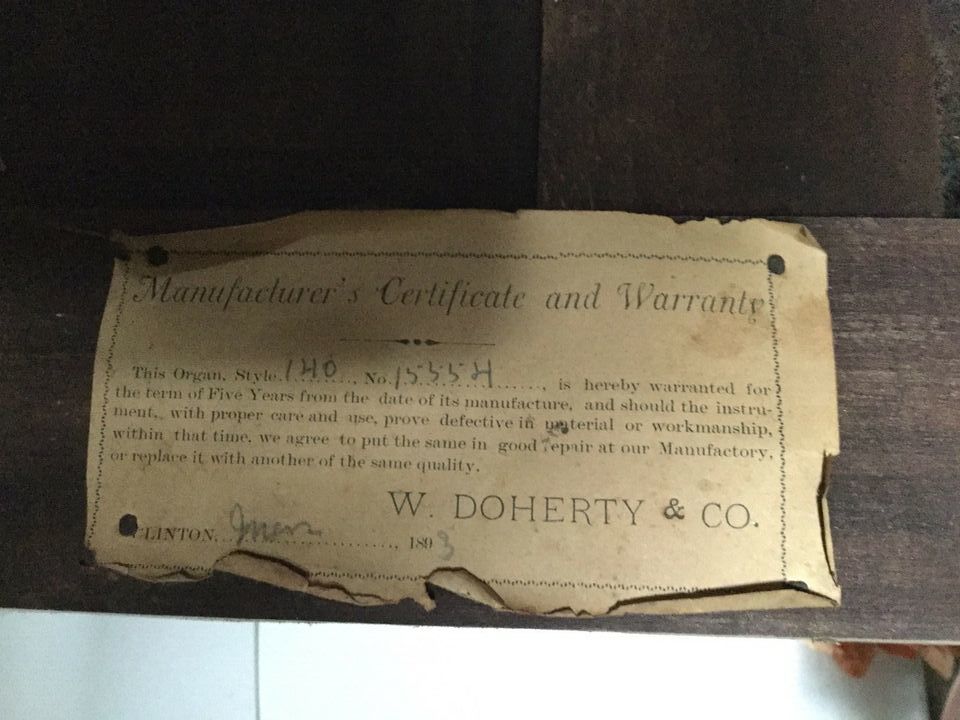 Manufacturer's Certificate and Warranty
This Organ, Style 140, No. 15554, is hereby warranted for
the term of Five Years from the date of its manufacture, and should the instru-
ment, with proper care and use, prove defective in material or workmanship,
within that time, we agree to put the same in good repair at our Manufactory,
or replace it with another of the same quality.
W. DOHERTY & CO.
CLINTON, 1893